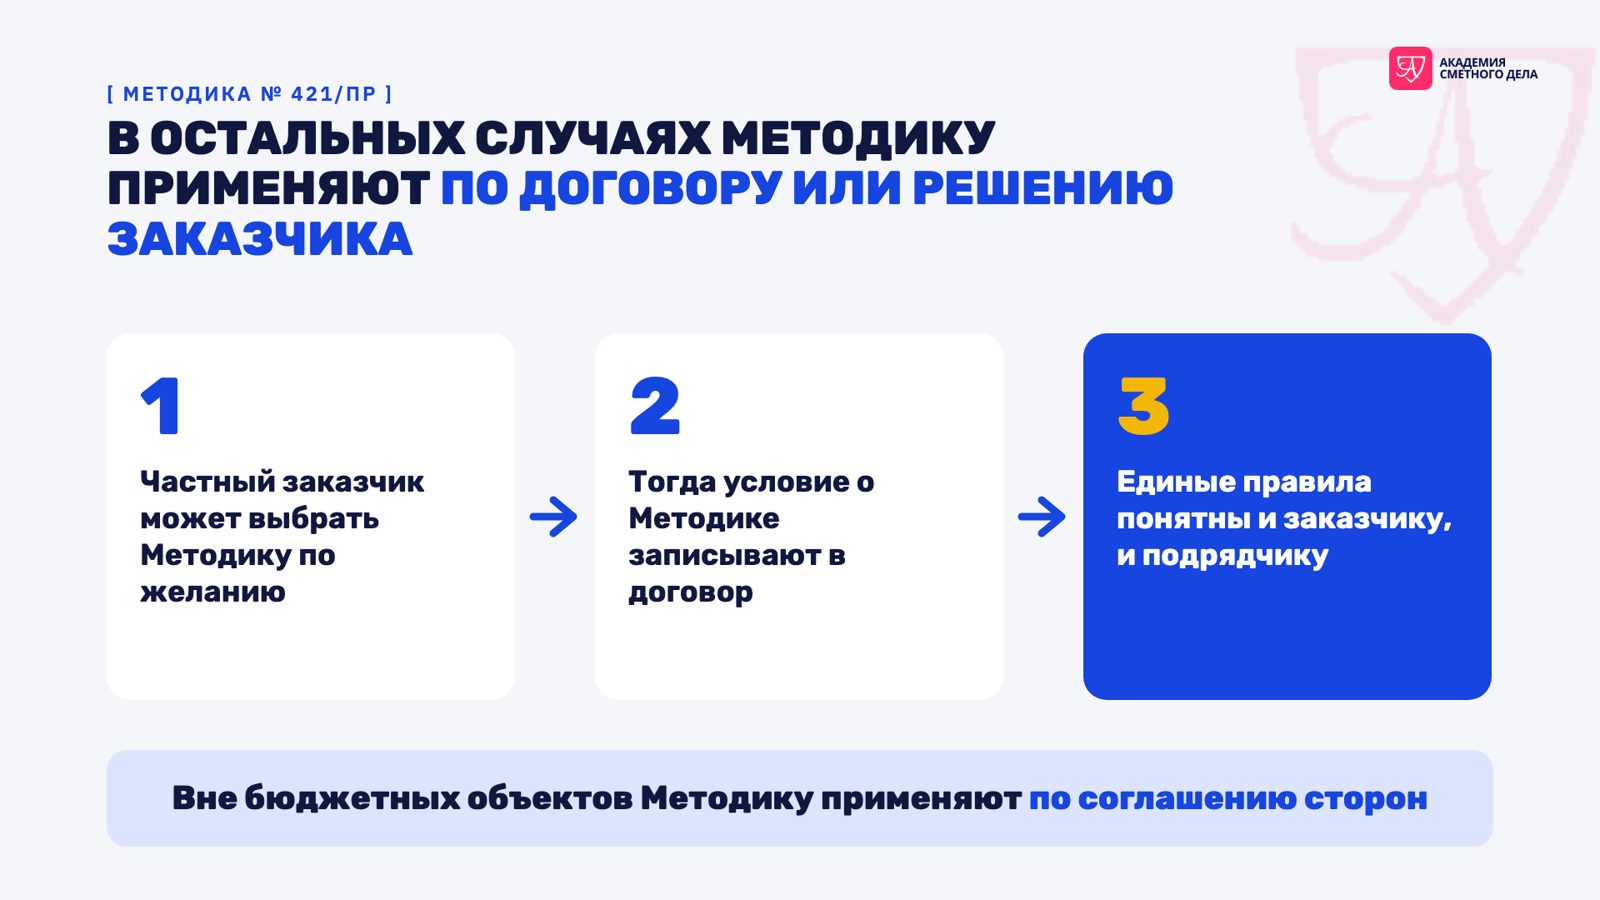 [ МЕТОДИКА № 421/ПР ]
АКАДЕМИЯ
СМЕТНОГО ДЕЛА
В ОСТАЛЬНЫХ СЛУЧАЯХ МЕТОДИКУ
ПРИМЕНЯЮТ ПО ДОГОВОРУ ИЛИ РЕШЕНИЮ
ЗАКАЗЧИКА
1
Частный заказчик
может выбрать
Методику по
желанию
2
Тогда условие о
Методике
записывают в
договор
3
Единые правила
понятны и заказчику,
и подрядчику
Вне бюджетных объектов Методику применяют по соглашению сторон